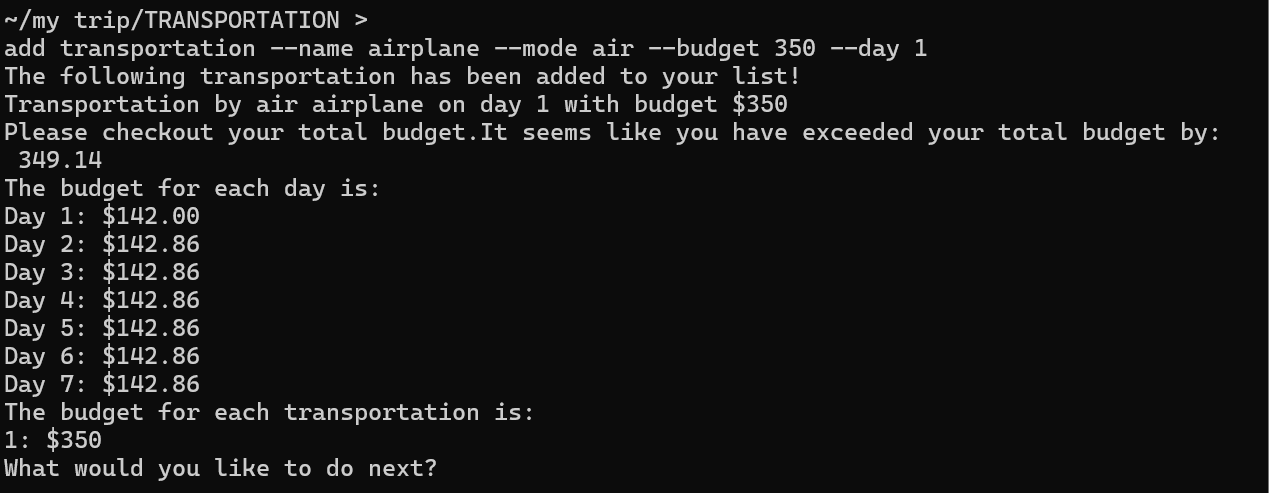 ~/my trip/TRANSPORTATION >
add transportation --name airplane --mode air --budget 350 --day 1
The following transportation has been added to your list!
Transportation by air airplane on day 1 with budget $350
Please checkout your total budget.It seems like you have exceeded your total budget by:
 349.14
The budget for each day is:
Day 1: $142.00
Day 2: $142.86
Day 3: $142.86
Day 4: $142.86
Day 5: $142.86
Day 6: $142.86
Day 7: $142.86
The budget for each transportation is:
1: $350
What would you like to do next?